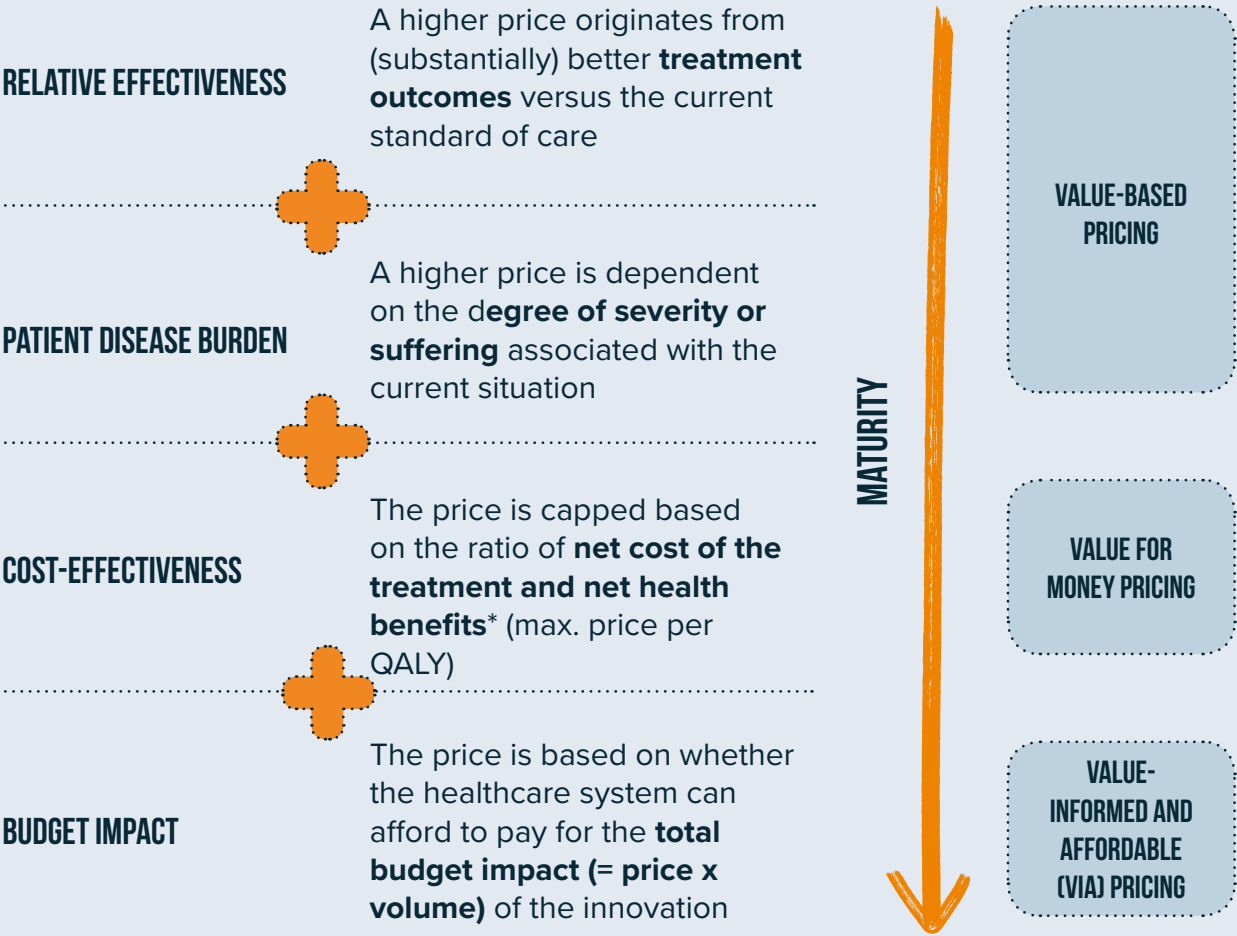 RELATIVE EFFECTIVENESS
A higher price originates from
(substantially) better treatment
outcomes versus the current
standard of care
PATIENT DISEASE BURDEN
A higher price is dependent
on the degree of severity or
suffering associated with the
current situation
COST-EFFECTIVENESS
The price is capped based
on the ratio of net cost of the
treatment and net health
benefits* (max. price per
QALY)
BUDGET IMPACT
The price is based on whether
the healthcare system can
afford to pay for the total
budget impact (= price x
volume) of the innovation
MATURITY
VALUE-BASED
PRICING
VALUE FOR
MONEY PRICING
VALUE-
INFORMED AND
AFFORDABLE
(VIA) PRICING